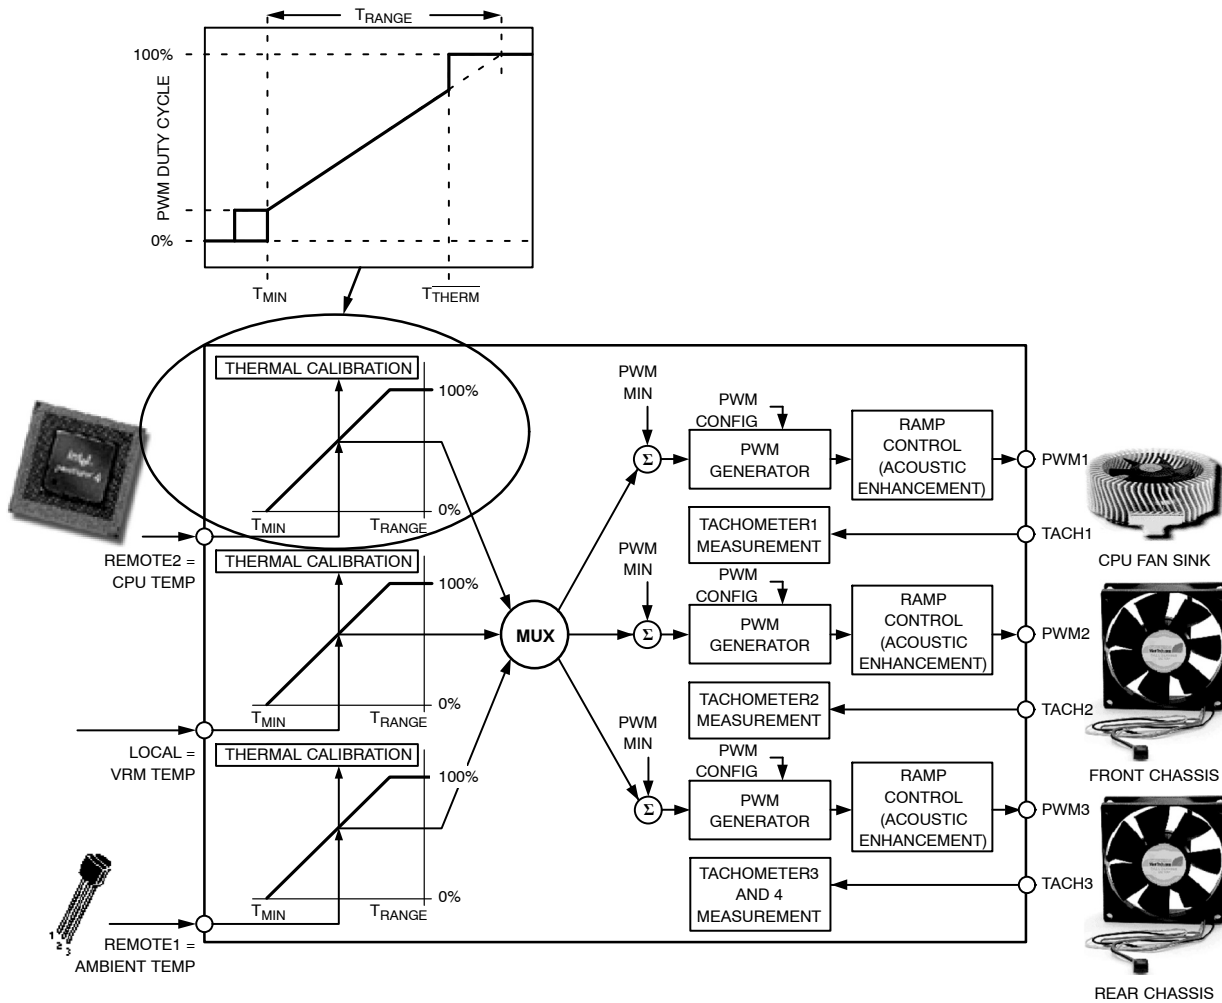 TRANGE
100%
PWM DUTY CYCLE
0%
TMIN
TTHERM
THERMAL CALIBRATION
100%
0%
TMIN
TRANGE
REMOTE2 =
CPU TEMP
THERMAL CALIBRATION
100%
0%
TMIN
TRANGE
LOCAL =
VRM TEMP
THERMAL CALIBRATION
100%
0%
TMIN
TRANGE
REMOTE1 =
AMBIENT TEMP
1
2
3
MUX
PWM
MIN
Σ
PWM
CONFIG
PWM
GENERATOR
RAMP
CONTROL
(ACOUSTIC
ENHANCEMENT)
PWM1
TACHOMETER1
MEASUREMENT
TACH1
CPU FAN SINK
PWM
MIN
Σ
PWM
CONFIG
PWM
GENERATOR
RAMP
CONTROL
(ACOUSTIC
ENHANCEMENT)
PWM2
TACHOMETER2
MEASUREMENT
TACH2
FRONT CHASSIS
PWM
MIN
Σ
PWM
CONFIG
PWM
GENERATOR
RAMP
CONTROL
(ACOUSTIC
ENHANCEMENT)
PWM3
TACHOMETER3
AND 4
MEASUREMENT
TACH3
REAR CHASSIS